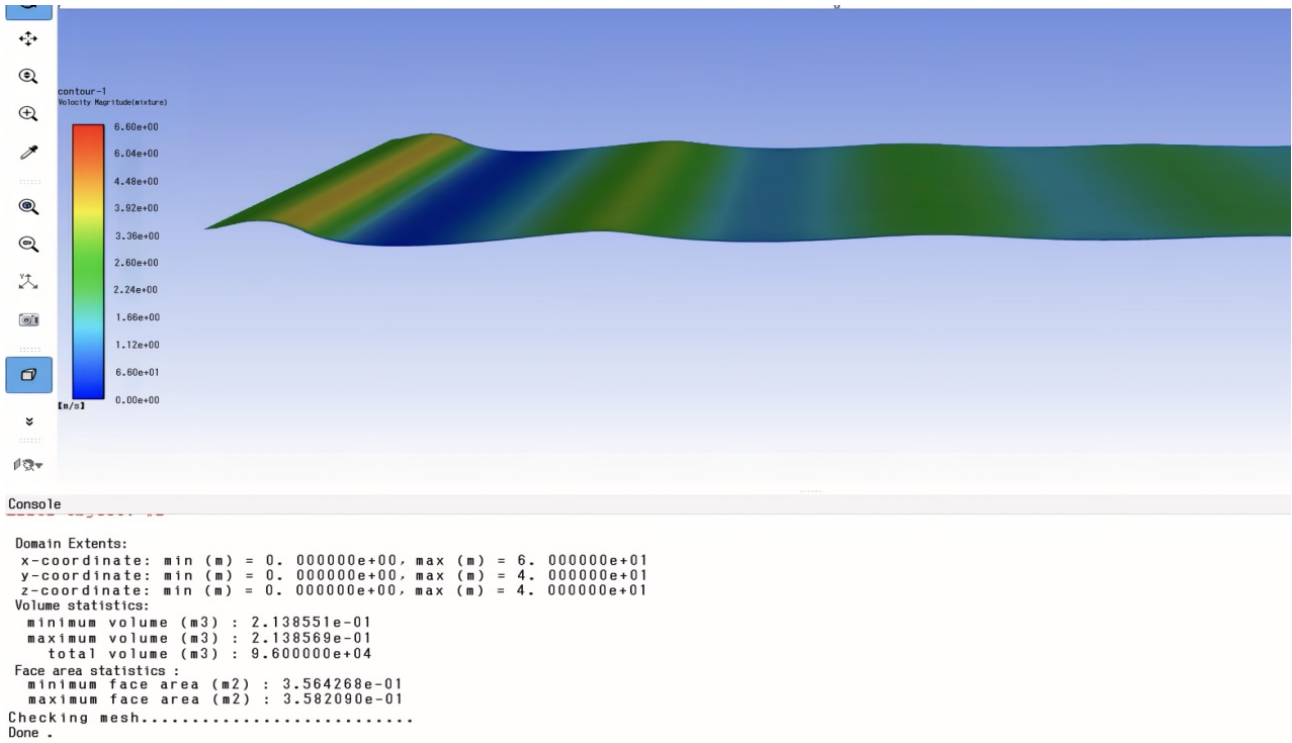 contour-1
Velocity Magnitude(mixture)
6.60e+00
6.04e+00
4.48e+00
3.92e+00
3.36e+00
2.60e+00
2.24e+00
1.66e+00
1.12e+00
6.60e+01
0.00e+00
[m/s]
Console
Domain Extents:
x-coordinate: min (m) = 0. 000000e+00, max (m) = 6. 000000e+01
y-coordinate: min (m) = 0. 000000e+00, max (m) = 4. 000000e+01
z-coordinate: min (m) = 0. 000000e+00, max (m) = 4. 000000e+01
Volume statistics:
minimum volume (m3) : 2.138551e-01
maximum volume (m3) : 2.138569e-01
total volume (m3) : 9.600000e+04
Face area statistics :
minimum face area (m2) : 3.564268e-01
maximum face area (m2) : 3.582090e-01
Checking mesh...........................
Done .